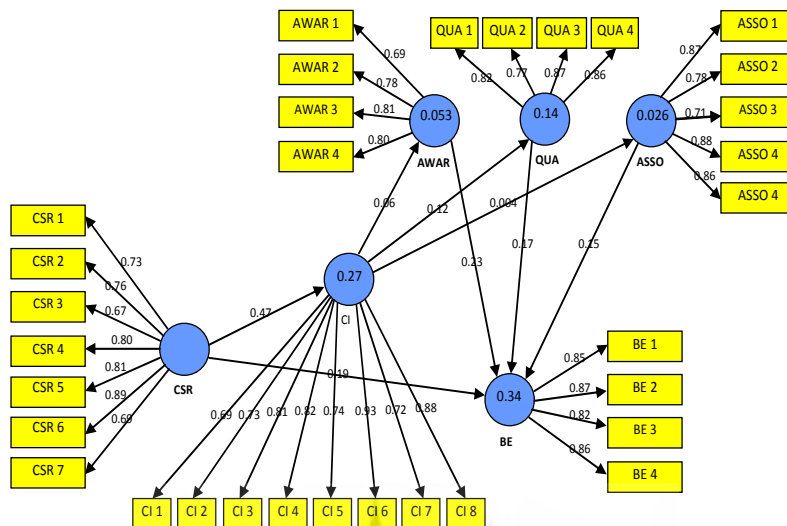 AWAR 1
AWAR 2
AWAR 3
AWAR 4
0.69
0.78
0.81
0.80
0.053
AWAR
QUA 1
QUA 2
QUA 3
QUA 4
0.82
0.77
0.87
0.86
0.14
QUA
ASSO 1
ASSO 2
ASSO 3
ASSO 4
ASSO 4
0.87
0.78
0.71
0.88
0.86
0.026
ASSO
0.06
0.12
0.004
0.23
0.17
0.15
CSR 1
CSR 2
CSR 3
CSR 4
CSR 5
CSR 6
CSR 7
0.73
0.76
0.67
0.80
0.81
0.89
0.69
CSR
0.47
0.19
0.27
CI
0.69
0.73
0.81
0.82
0.74
0.93
0.72
0.88
CI 1
CI 2
CI 3
CI 4
CI 5
CI 6
CI 7
CI 8
0.34
BE
0.85
0.87
0.82
0.86
BE 1
BE 2
BE 3
BE 4